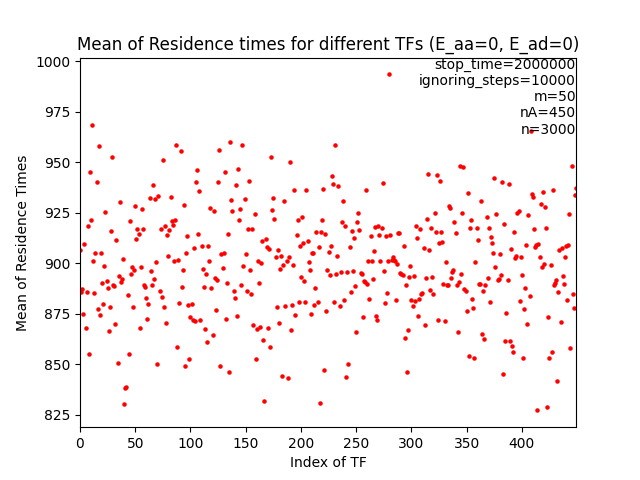 Mean of Residence times for different TFs (E_aa=0, E_ad=0)
stop_time=2000000
ignoring_steps=10000
m=50
nA=450
n=3000
1000
975
950
925
900
875
850
825
Mean of Residence Times
0 50 100 150 200 250 300 350 400
Index of TF